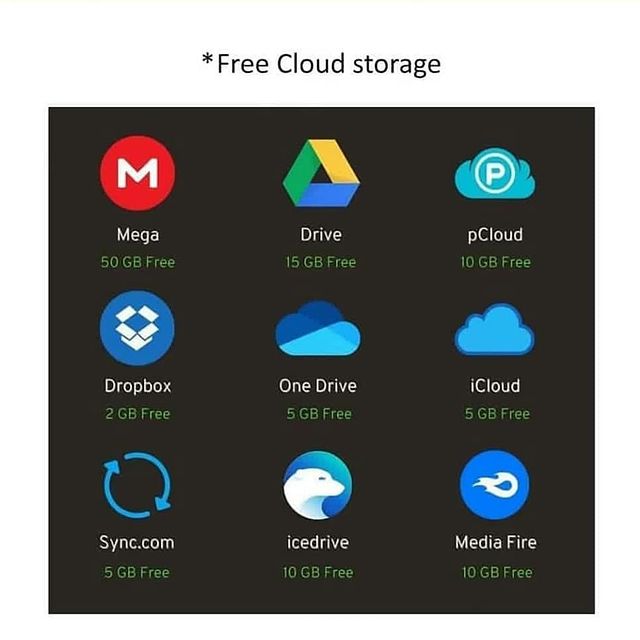 *Free Cloud storage
M
P
Mega
Drive
pCloud
50 GB Free
15 GB Free
10 GB Free
Dropbox
One Drive
iCloud
2 GB Free
5 GB Free
5 GB Free
Sync.com
icedrive
Media Fire
5 GB Free
10 GB Free
10 GB Free